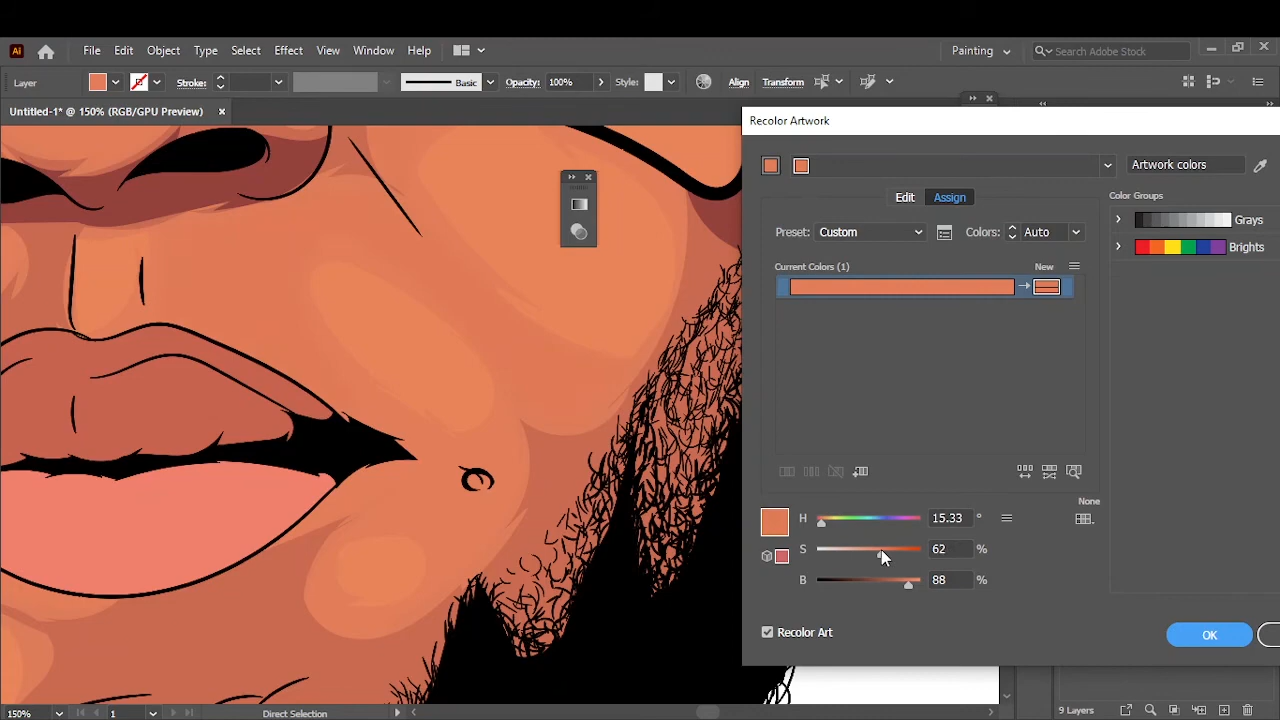 Ai File Edit Object Type Select Effect View Window Help Painting Search Adobe Stock
Layer Stroke: Basic Opacity: 100% Style: Align Transform
Untitled-1* @ 150% (RGB/GPU Preview)
Recolor Artwork
Artwork colors
Edit Assign
Color Groups
Grays
Preset: Custom Colors: Auto
Brights
Current Colors (1) New
None
H 15.33 °
S 62 %
B 88 %
Recolor Art
OK
150% 1 Direct Selection 9 Layers